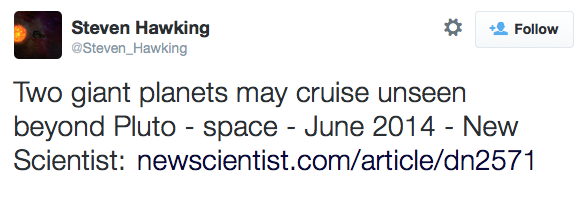 Steven Hawking
@Steven_Hawking
Follow
Two giant planets may cruise unseen
beyond Pluto - space - June 2014 - New
Scientist: newscientist.com/article/dn2571